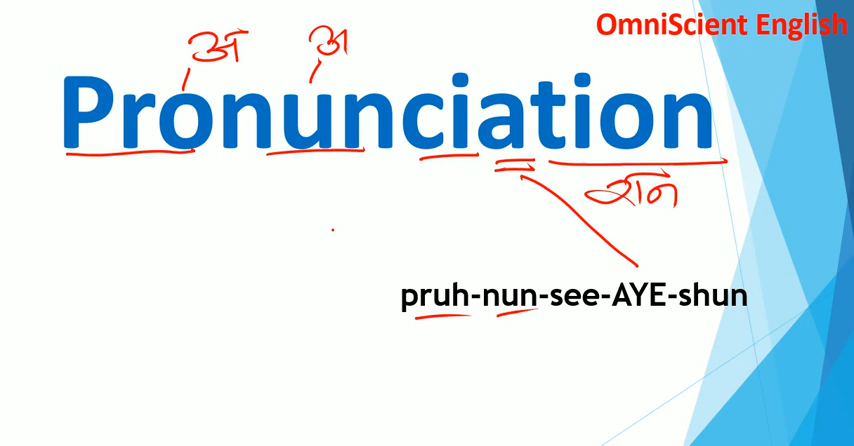 OmniScient English
अ अ
Pronunciation
शन
pruh-nun-see-AYE-shun